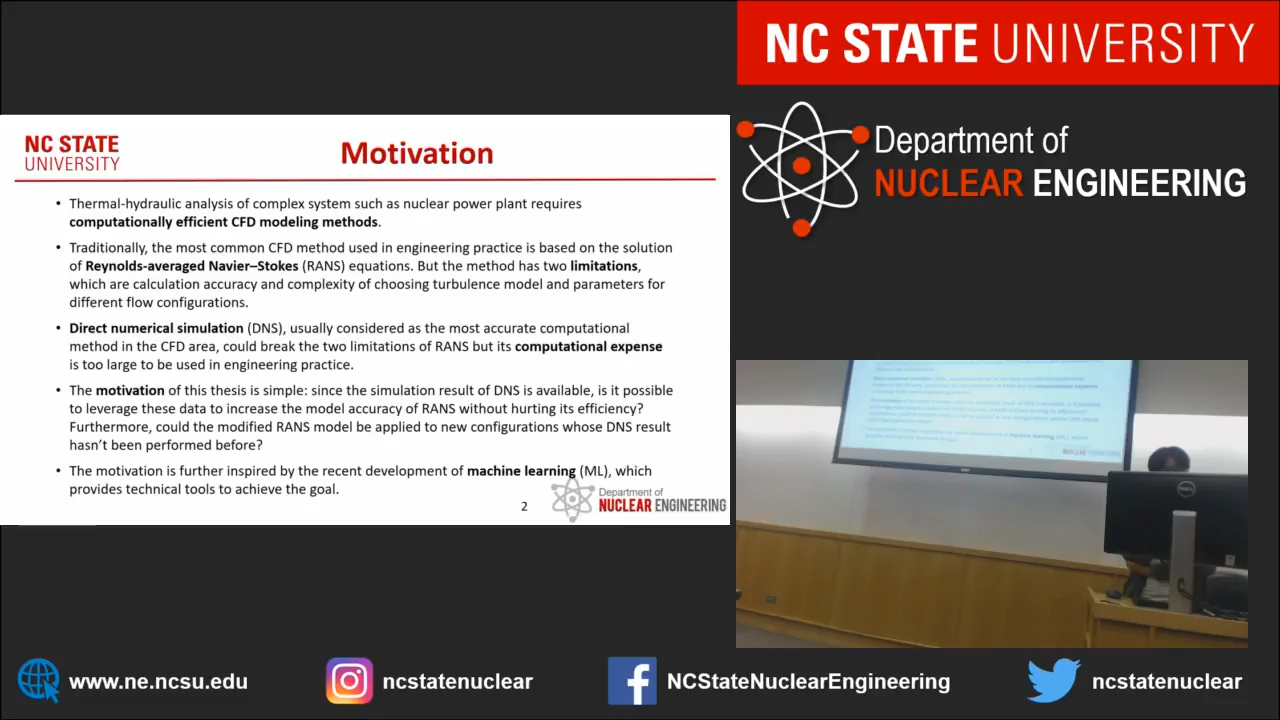 NC STATE UNIVERSITY
Department of
NUCLEAR ENGINEERING
NC STATE
UNIVERSITY
Motivation
• Thermal-hydraulic analysis of complex system such as nuclear power plant requires
computationally efficient CFD modeling methods.
• Traditionally, the most common CFD method used in engineering practice is based on the solution
of Reynolds-averaged Navier–Stokes (RANS) equations. But the method has two limitations,
which are calculation accuracy and complexity of choosing turbulence model and parameters for
different flow configurations.
• Direct numerical simulation (DNS), usually considered as the most accurate computational
method in the CFD area, could break the two limitations of RANS but its computational expense
is too large to be used in engineering practice.
• The motivation of this thesis is simple: since the simulation result of DNS is available, is it possible
to leverage these data to increase the model accuracy of RANS without hurting its efficiency?
Furthermore, could the modified RANS model be applied to new configurations whose DNS result
hasn't been performed before?
• The motivation is further inspired by the recent development of machine learning (ML), which
provides technical tools to achieve the goal.
2
Department of
NUCLEAR ENGINEERING
DELL
www.ne.ncsu.edu
ncstatenuclear
NCStateNuclearEngineering
ncstatenuclear